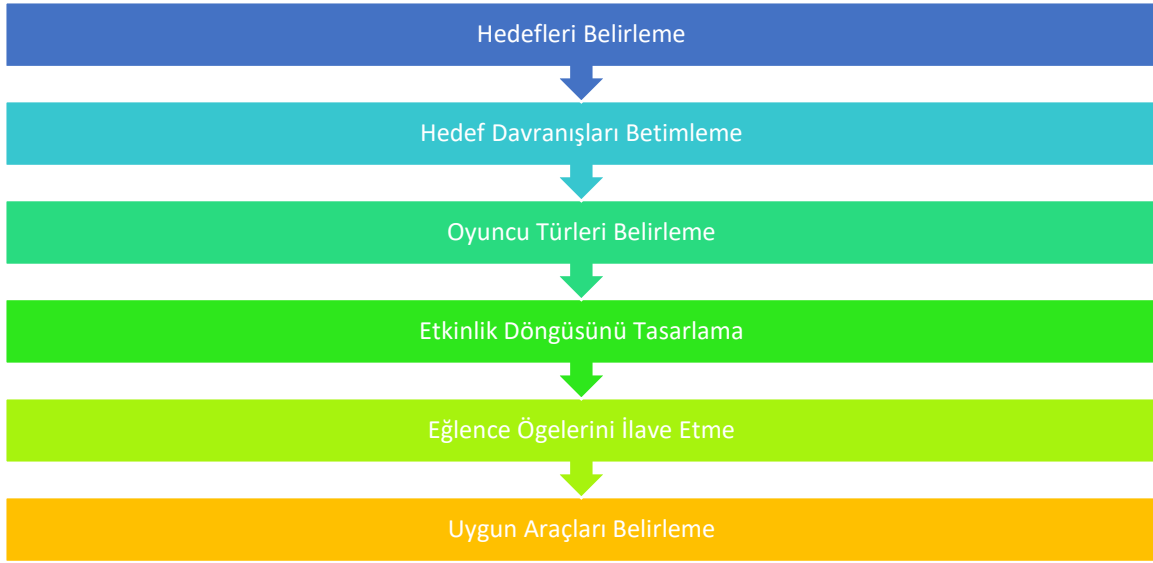 Hedefleri Belirleme
Hedef Davranışları Betimleme
Oyuncu Türleri Belirleme
Etkinlik Döngüsünü Tasarlama
Eğlence Ögelerini İlave Etme
Uygun Araçları Belirleme